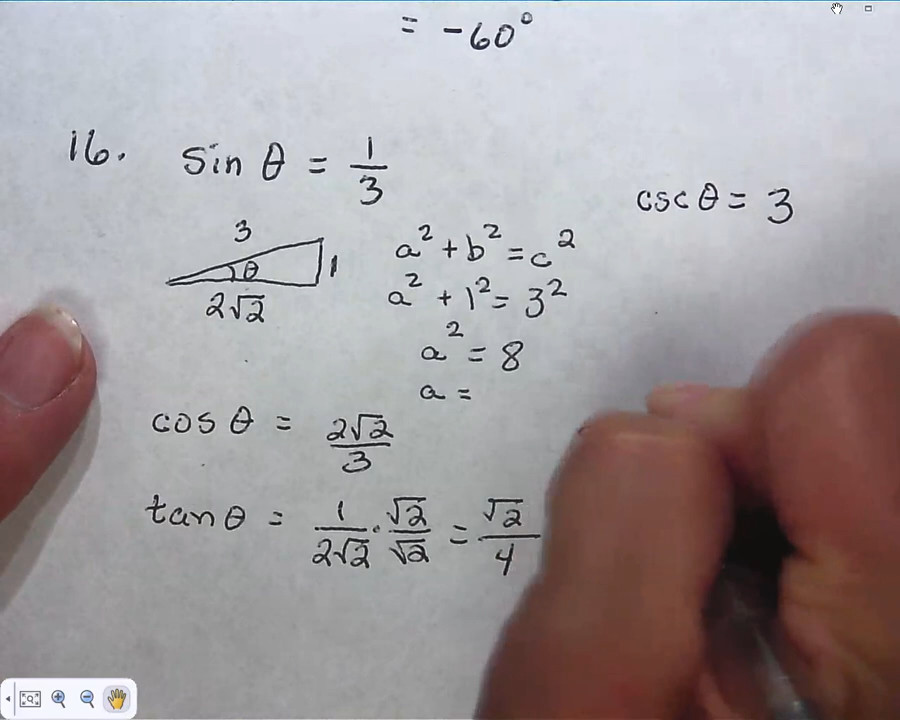 = -60°
16. sin θ = 1/3
csc θ = 3
3
θ
1
2√2
a² + b² = c²
a² + 1² = 3²
a² = 8
a =
cos θ = 2√2/3
tan θ = 1/2√2 · √2/√2 = √2/4